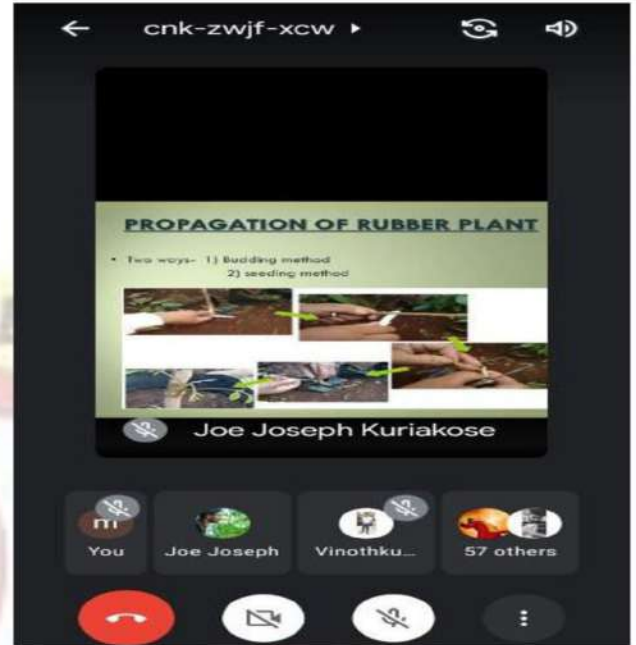 cnk-zwjf-xcw
PROPAGATION OF RUBBER PLANT
• Two ways- 1) Budding method
2) seeding method
Joe Joseph Kuriakose
m
You
Joe Joseph
Vinothku...
57 others